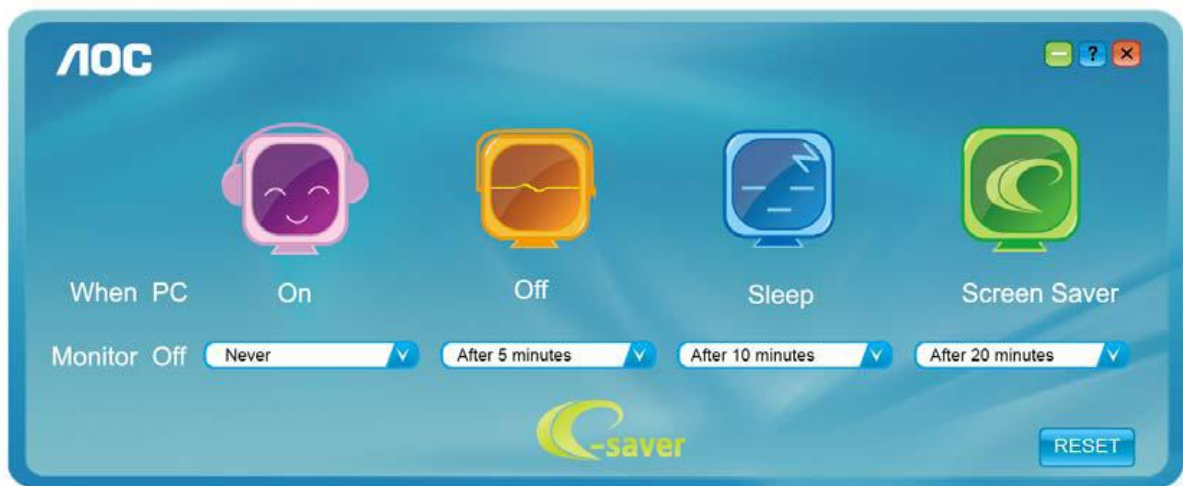 AOC
?
When PC On Off Sleep Screen Saver
Monitor Off Never After 5 minutes After 10 minutes After 20 minutes
e-saver
RESET